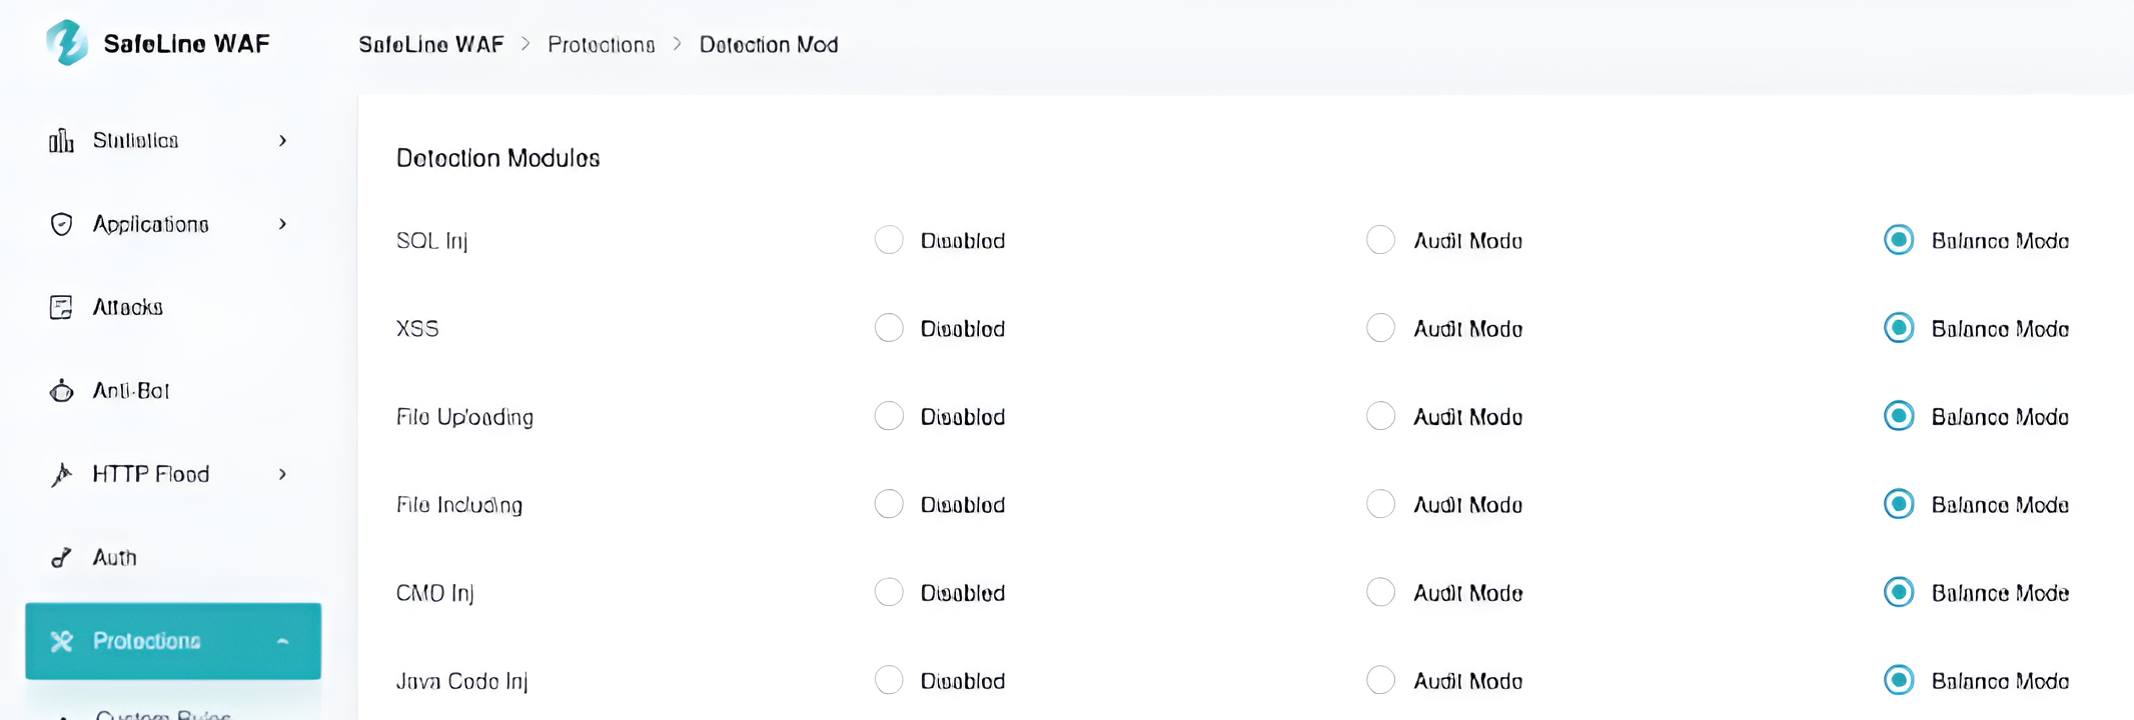 SafeLine WAF
SafeLine WAF > Protections > Detection Mod
Statistics
Applications
Attacks
Anti-Bot
HTTP Flood
Auth
Protections
Custom Rules
Detection Modules
SQL Inj Disabled Audit Mode Balance Mode
XSS Disabled Audit Mode Balance Mode
File Uploading Disabled Audit Mode Balance Mode
File Including Disabled Audit Mode Balance Mode
CMD Inj Disabled Audit Mode Balance Mode
Java Code Inj Disabled Audit Mode Balance Mode